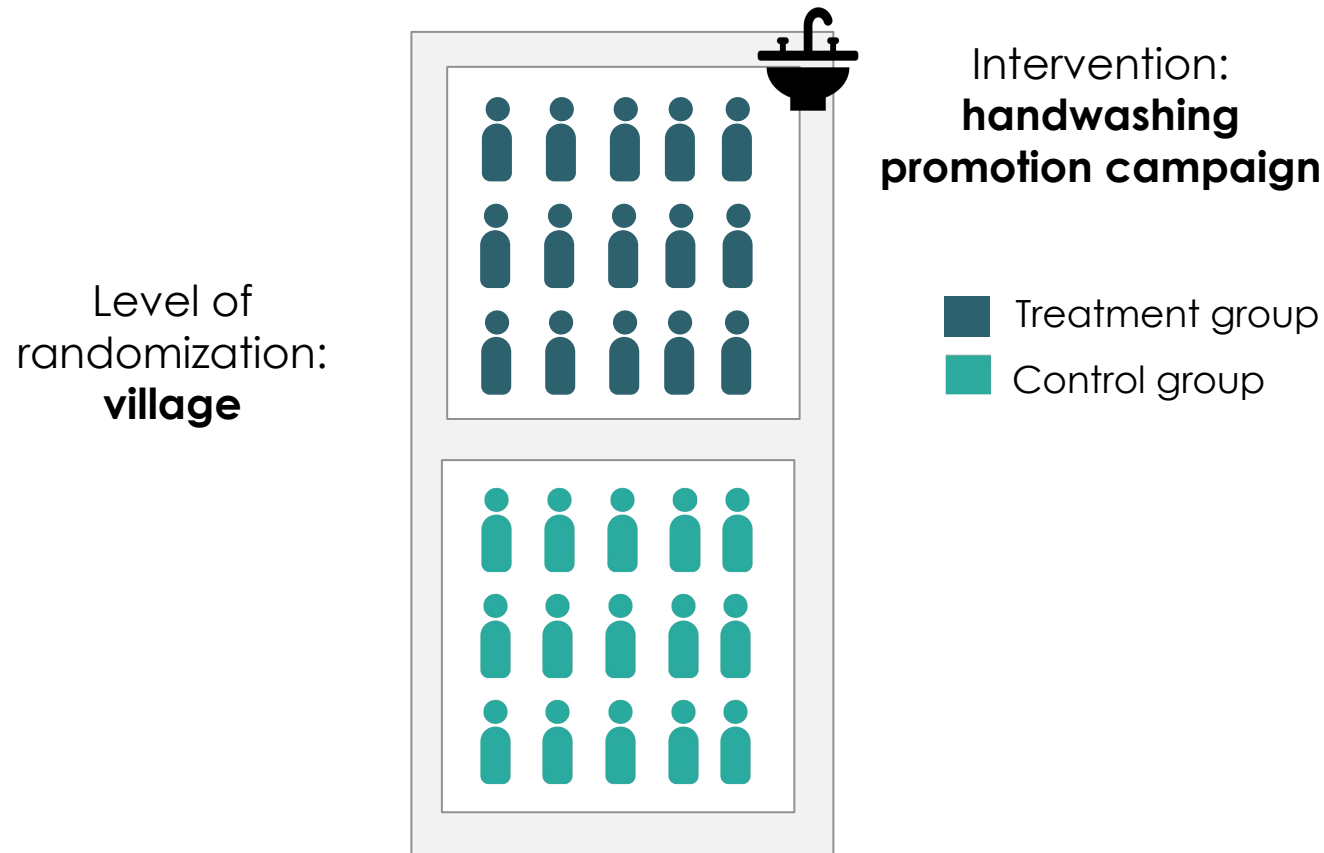 Level of
randomization:
village
Intervention:
handwashing
promotion campaign
Treatment group
Control group